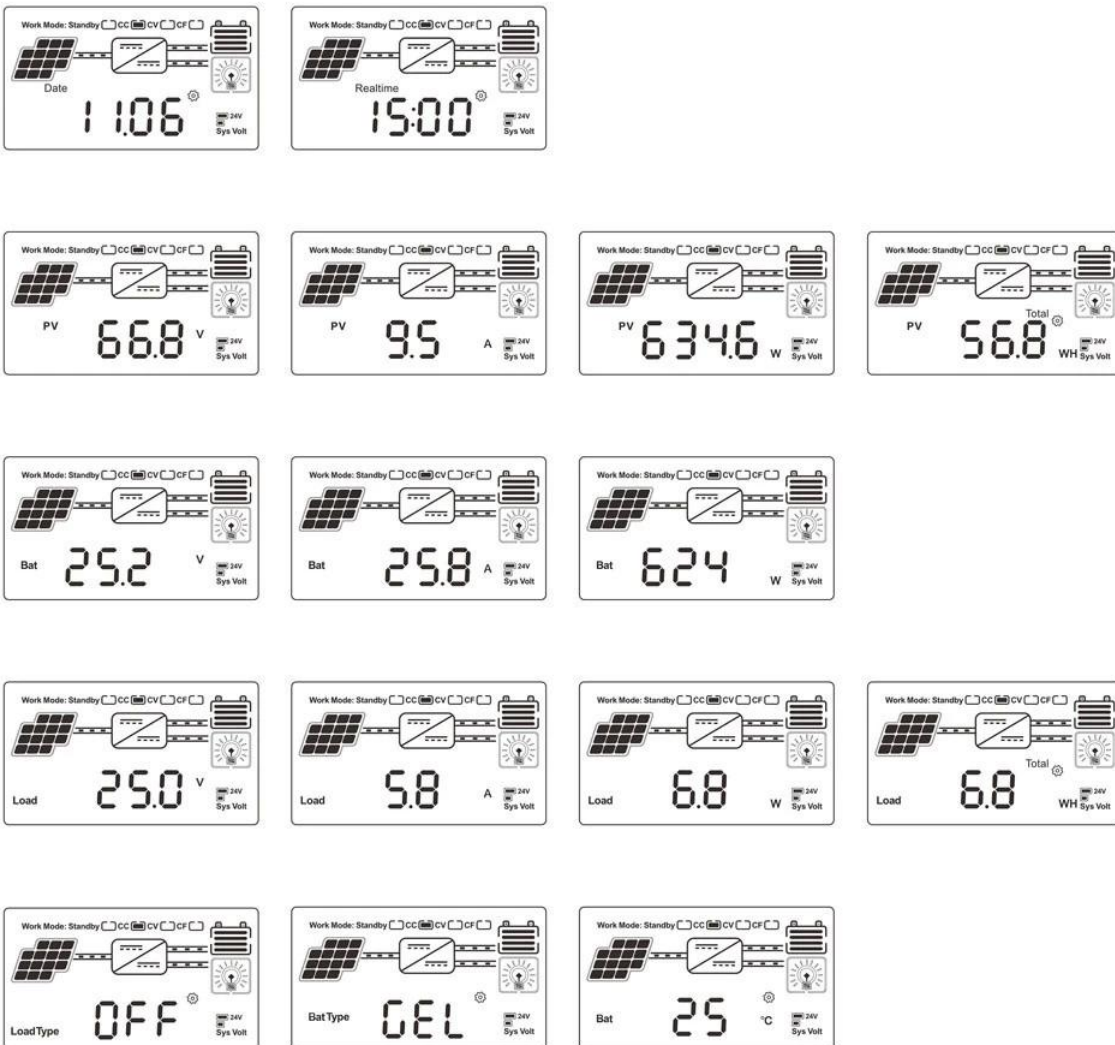 Work Mode: Standby CC CV CF
Date
11.06
24V
Sys Volt
Work Mode: Standby CC CV CF
Realtime
15:00
24V
Sys Volt
Work Mode: Standby CC CV CF
PV
66.8 V
24V
Sys Volt
Work Mode: Standby CC CV CF
PV
9.5 A
24V
Sys Volt
Work Mode: Standby CC CV CF
PV
634.6 W
24V
Sys Volt
Work Mode: Standby CC CV CF
Total
PV
56.8 WH
24V
Sys Volt
Work Mode: Standby CC CV CF
Bat 25.2 V
24V
Sys Volt
Work Mode: Standby CC CV CF
Bat 25.8 A
24V
Sys Volt
Work Mode: Standby CC CV CF
Bat 624 W
24V
Sys Volt
Work Mode: Standby CC CV CF
Load 25.0 V
24V
Sys Volt
Work Mode: Standby CC CV CF
Load 5.8 A
24V
Sys Volt
Work Mode: Standby CC CV CF
Load 6.8 W
24V
Sys Volt
Work Mode: Standby CC CV CF
Total
Load 6.8 WH
24V
Sys Volt
Work Mode: Standby CC CV CF
LoadType OFF
24V
Sys Volt
Work Mode: Standby CC CV CF
Bat Type GEL
24V
Sys Volt
Work Mode: Standby CC CV CF
Bat 25 °C
24V
Sys Volt